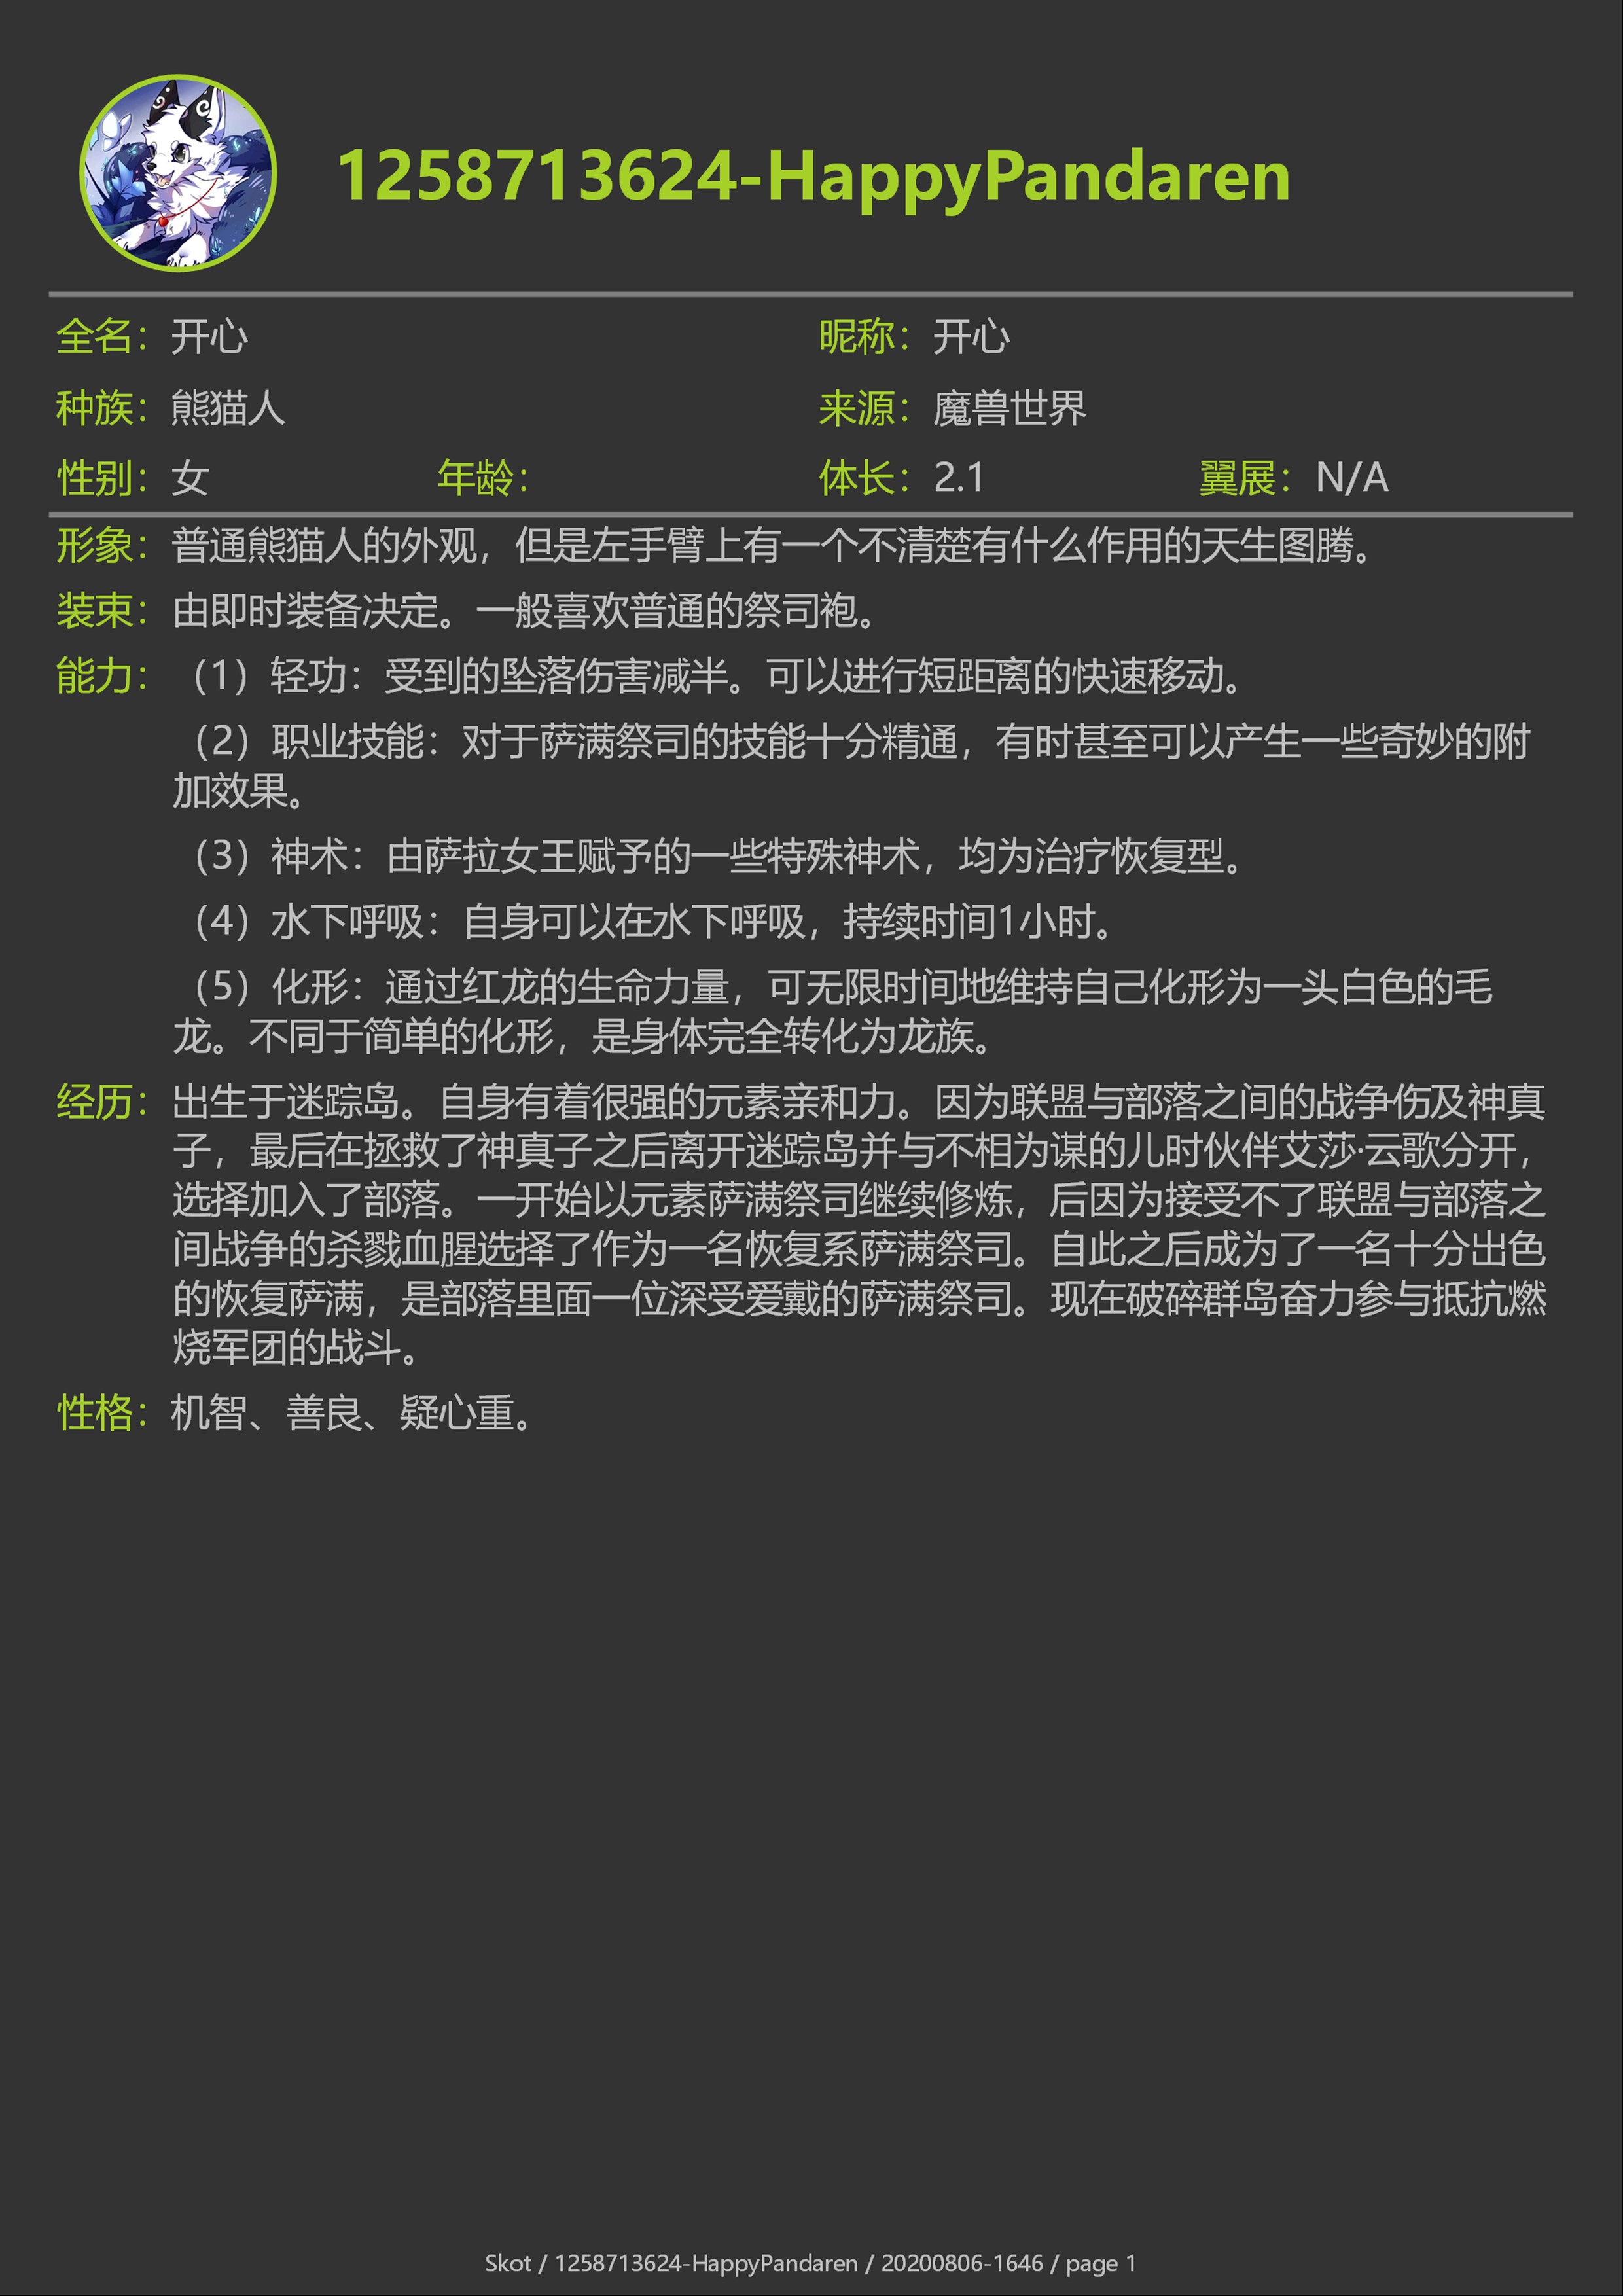 1258713624-HappyPandaren
全名：开心 昵称：开心
种族：熊猫人 来源：魔兽世界
性别：女 年龄： 体长：2.1 翼展：N/A
形象：普通熊猫人的外观，但是左手臂上有一个不清楚有什么作用的天生图腾。
装束：由即时装备决定。一般喜欢普通的祭司袍。
能力：（1）轻功：受到的坠落伤害减半。可以进行短距离的快速移动。
（2）职业技能：对于萨满祭司的技能十分精通，有时甚至可以产生一些奇妙的附
加效果。
（3）神术：由萨拉女王赋予的一些特殊神术，均为治疗恢复型。
（4）水下呼吸：自身可以在水下呼吸，持续时间1小时。
（5）化形：通过红龙的生命力量，可无限时间地维持自己化形为一头白色的毛
龙。不同于简单的化形，是身体完全转化为龙族。
经历：出生于迷踪岛。自身有着很强的元素亲和力。因为联盟与部落之间的战争伤及神真
子，最后在拯救了神真子之后离开迷踪岛并与不相为谋的儿时伙伴艾莎·云歌分开，
选择加入了部落。一开始以元素萨满祭司继续修炼，后因为接受不了联盟与部落之
间战争的杀戮血腥选择了作为一名恢复系萨满祭司。自此之后成为了一名十分出色
的恢复萨满，是部落里面一位深受爱戴的萨满祭司。现在破碎群岛奋力参与抵抗燃
烧军团的战斗。
性格：机智、善良、疑心重。
Skot / 1258713624-HappyPandaren / 20200806-1646 / page 1